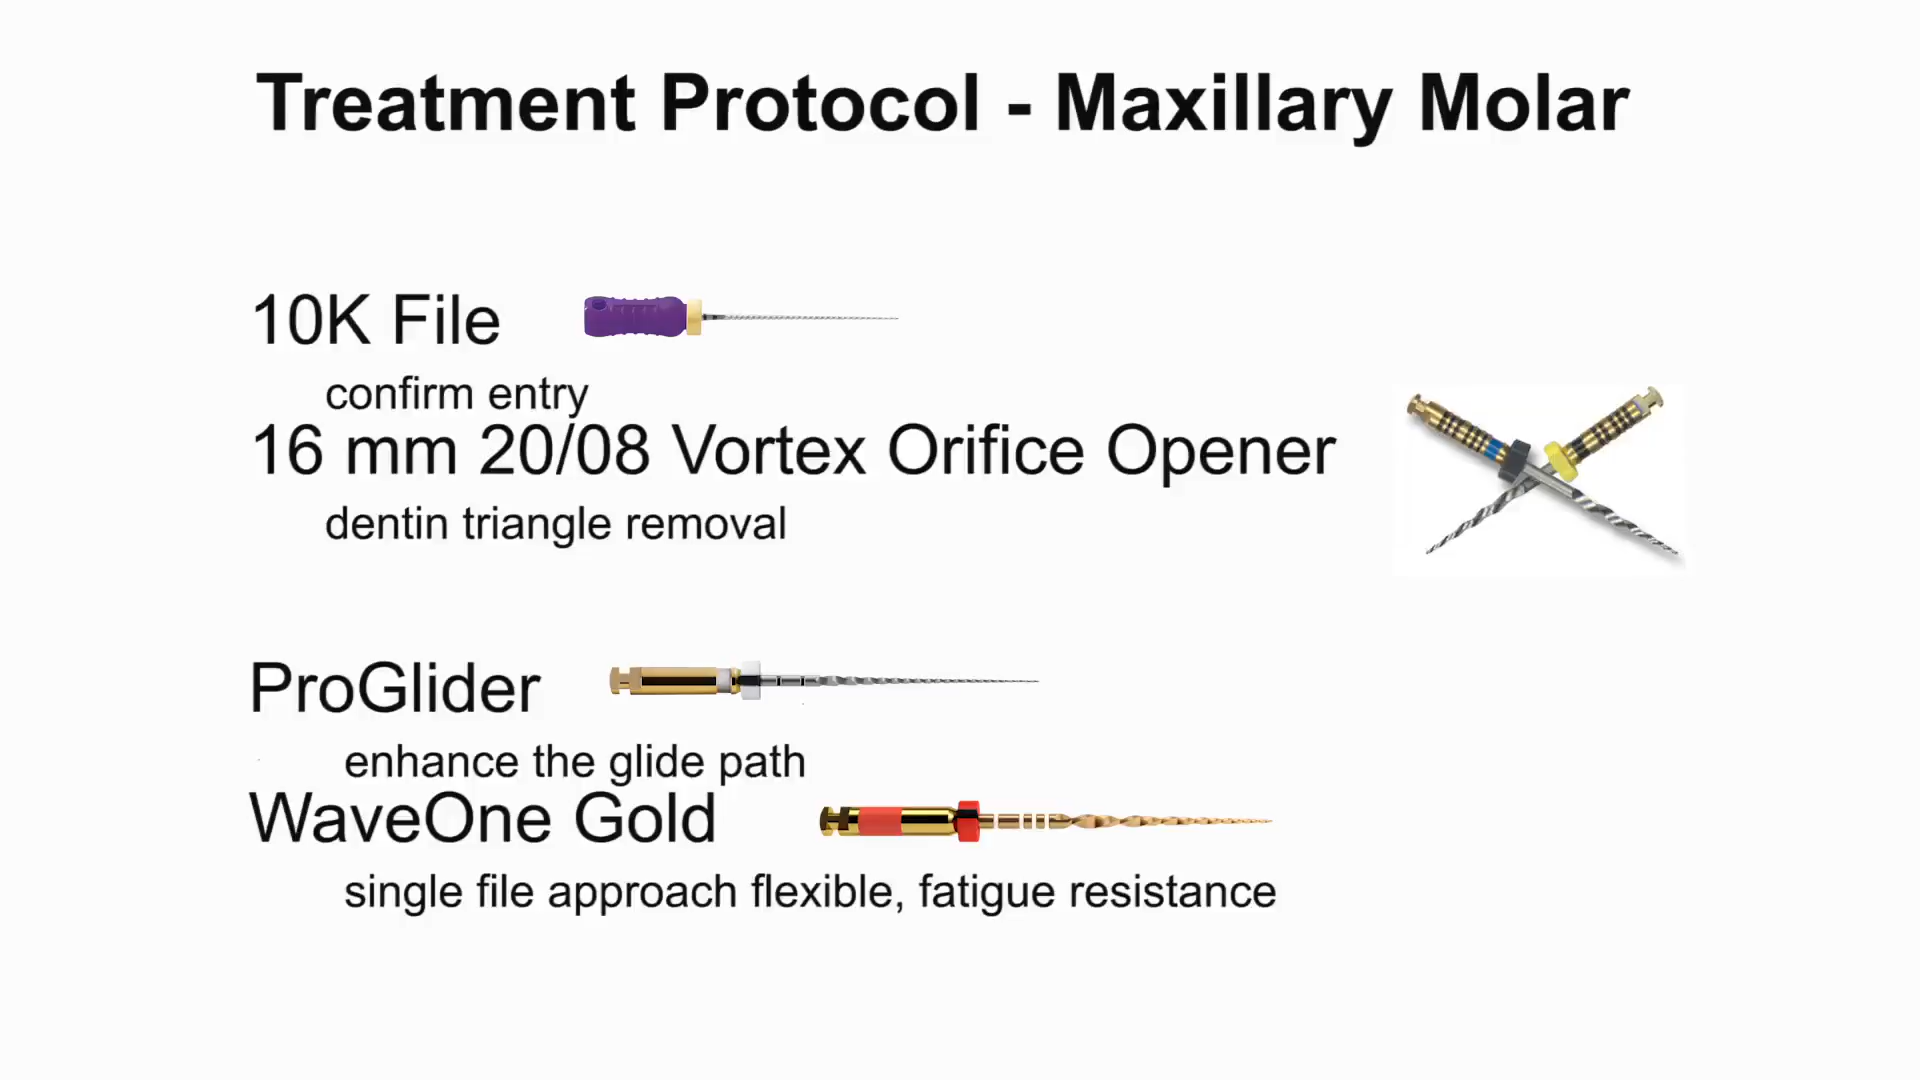 Treatment Protocol - Maxillary Molar
10K File
confirm entry
16 mm 20/08 Vortex Orifice Opener
dentin triangle removal
ProGlider
enhance the glide path
WaveOne Gold
single file approach flexible, fatigue resistance